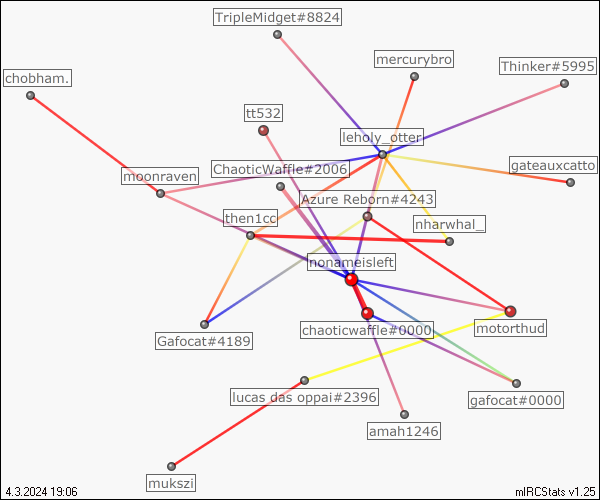 TripleMidget#8824
mercurybro
Thinker#5995
chobham.
tt532
leholy_otter
ChaoticWaffle#2006
gateauxcatto
moonraven
Azure Reborn#4243
then1cc
nharwhal_
nonameisleft
chaoticwaffle#0000
motorthud
Gafocat#4189
lucas das oppai#2396
gafocat#0000
amah1246
mukszi
4.3.2024 19:06
mIRCStats v1.25